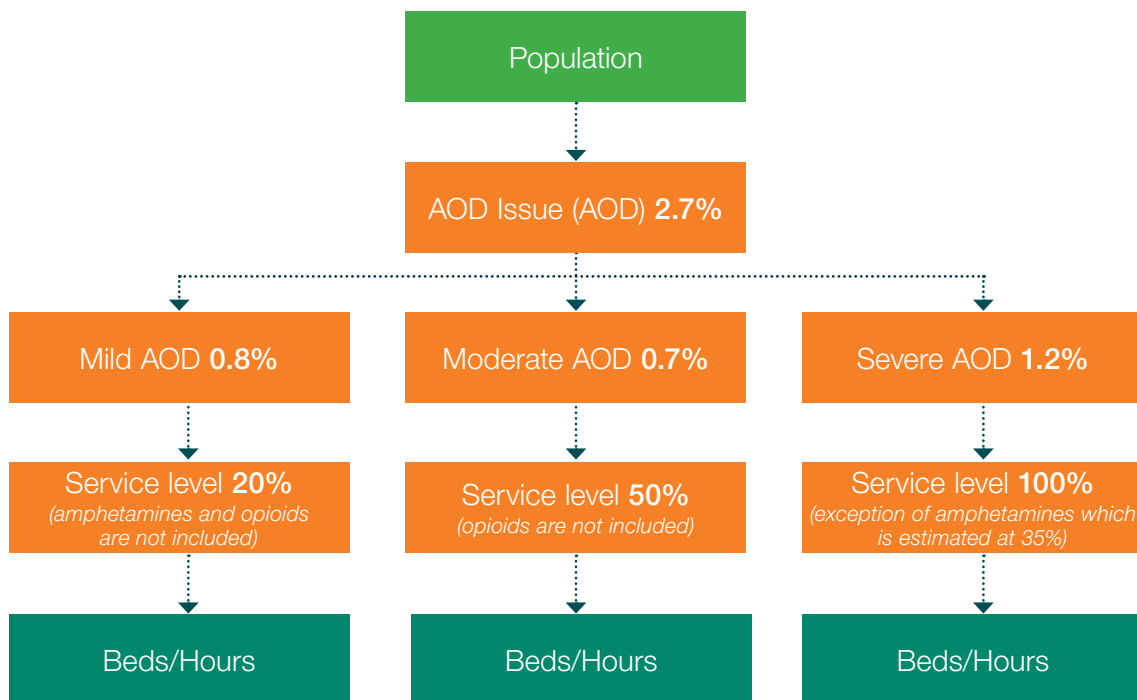 Population
AOD Issue (AOD) 2.7%
Mild AOD 0.8%
Moderate AOD 0.7%
Severe AOD 1.2%
Service level 20%
(amphetamines and opioids
are not included)
Service level 50%
(opioids are not included)
Service level 100%
(exception of amphetamines which
is estimated at 35%)
Beds/Hours
Beds/Hours
Beds/Hours